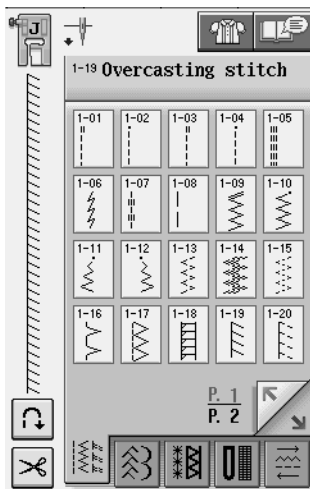 J
1-19 Overcasting stitch
1-01 1-02 1-03 1-04 1-05
1-06 1-07 1-08 1-09 1-10
1-11 1-12 1-13 1-14 1-15
1-16 1-17 1-18 1-19 1-20
P. 1
P. 2